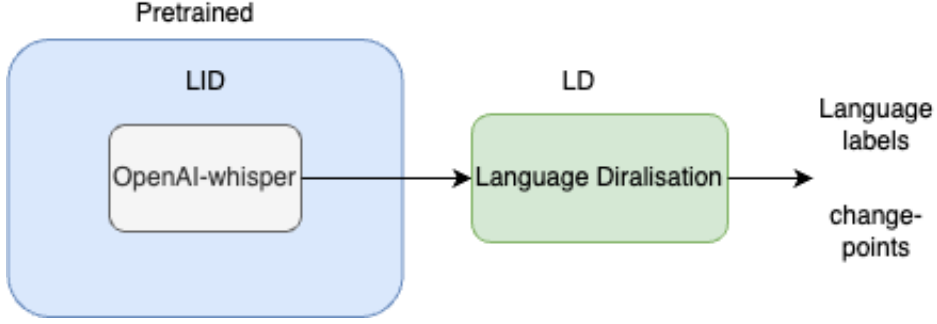 Pretrained
LID
OpenAI-whisper
LD
Language Diralisation
Language
labels
change-
points